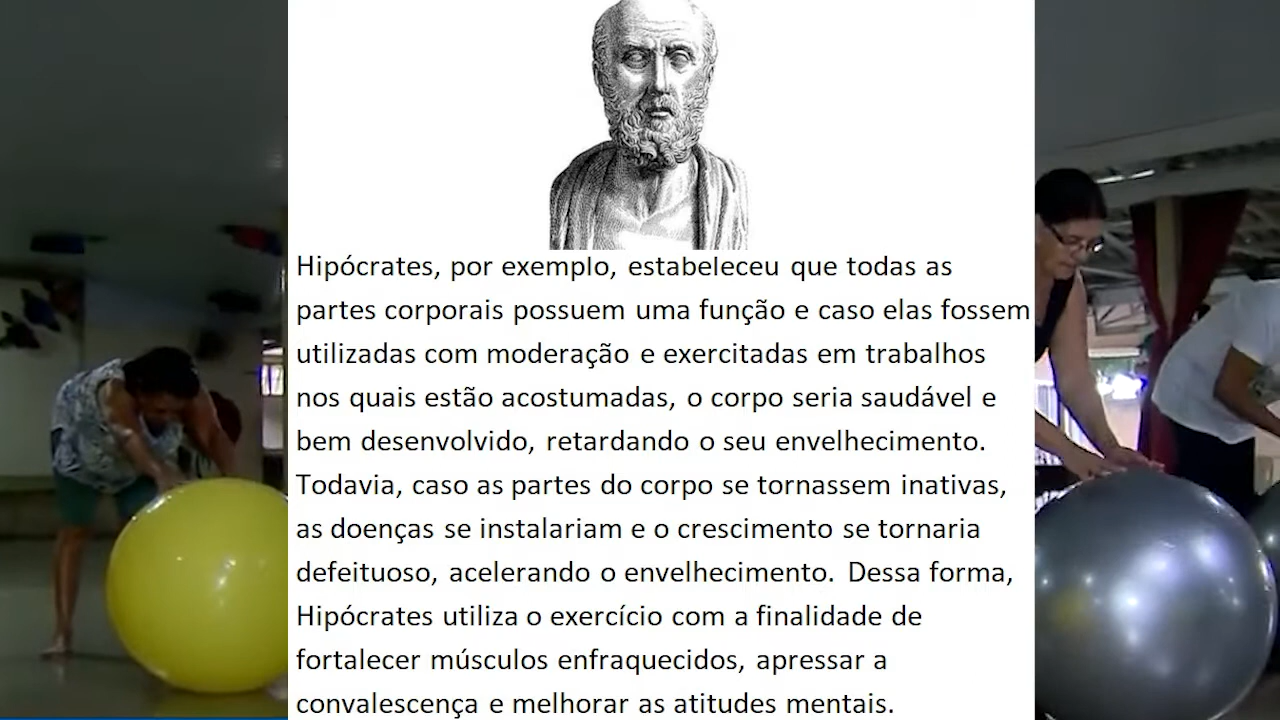 Hipócrates, por exemplo, estabeleceu que todas as
partes corporais possuem uma função e caso elas fossem
utilizadas com moderação e exercitadas em trabalhos
nos quais estão acostumadas, o corpo seria saudável e
bem desenvolvido, retardando o seu envelhecimento.
Todavia, caso as partes do corpo se tornassem inativas,
as doenças se instalariam e o crescimento se tornaria
defeituoso, acelerando o envelhecimento. Dessa forma,
Hipócrates utiliza o exercício com a finalidade de
fortalecer músculos enfraquecidos, apressar a
convalescença e melhorar as atitudes mentais.